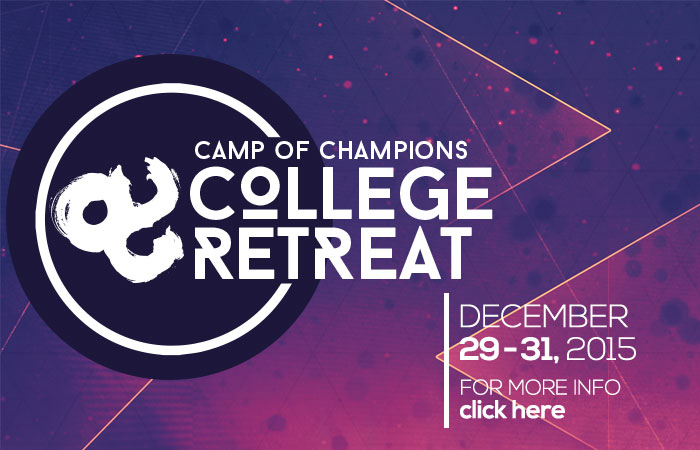 CAMP OF CHAMPIONS
COLLEGE
RETREAT
DECEMBER
29-31, 2015
FOR MORE INFO
click here